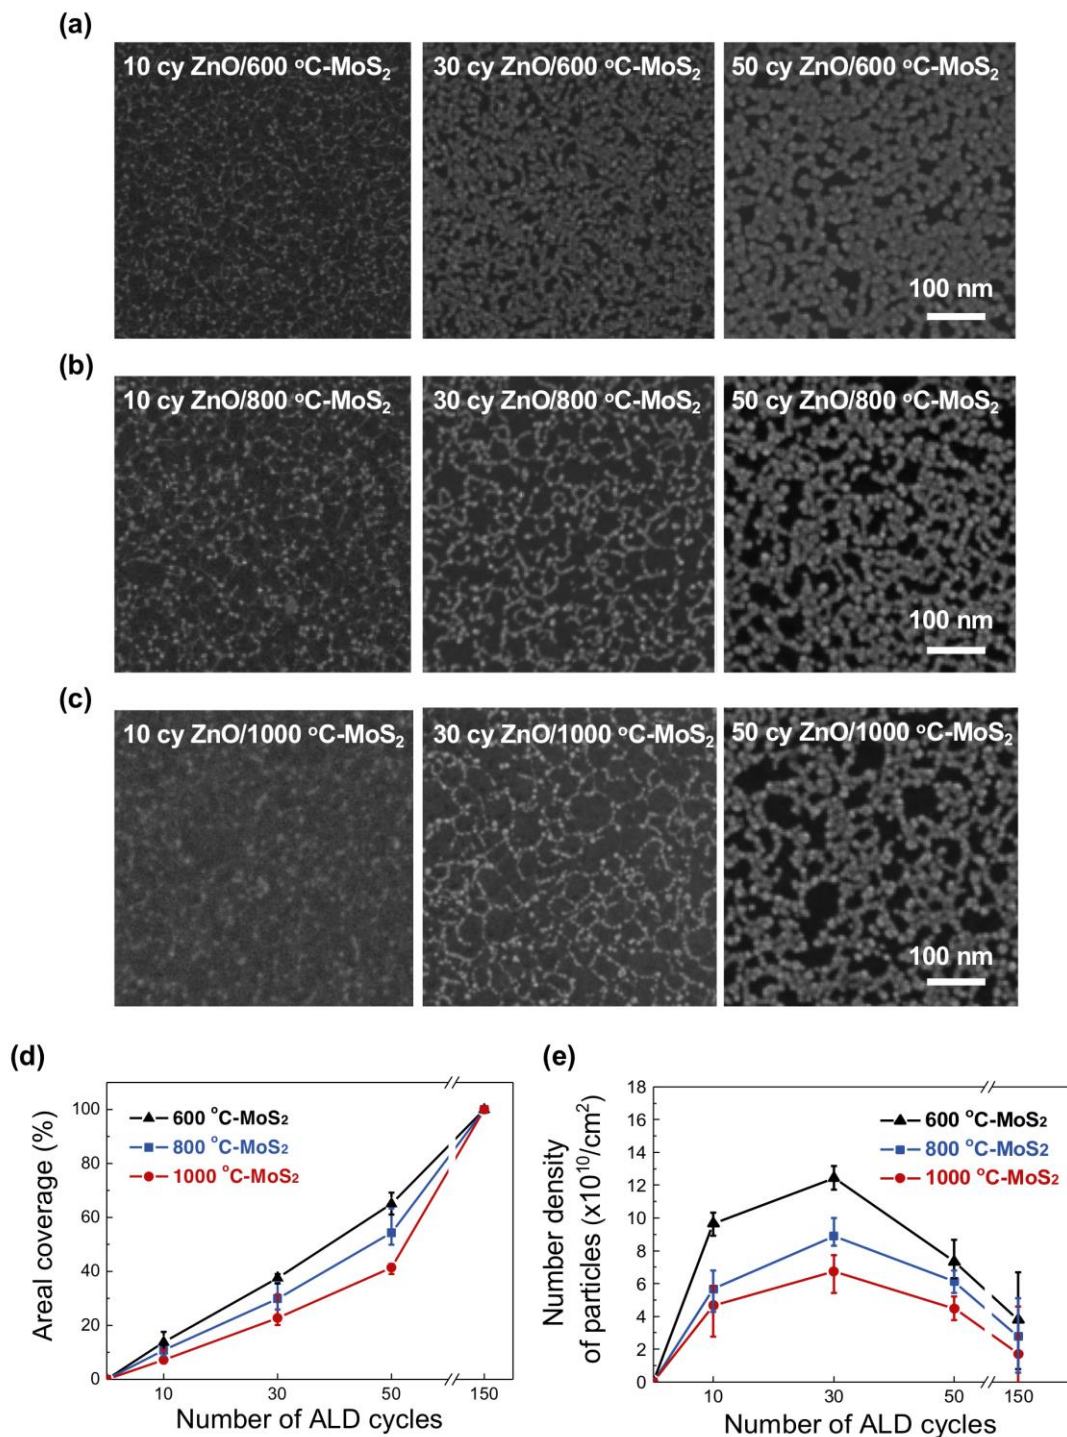 (a)
10 cy ZnO/600 °C-MoS₂
30 cy ZnO/600 °C-MoS₂
50 cy ZnO/600 °C-MoS₂
100 nm
(b)
10 cy ZnO/800 °C-MoS₂
30 cy ZnO/800 °C-MoS₂
50 cy ZnO/800 °C-MoS₂
100 nm
(c)
10 cy ZnO/1000 °C-MoS₂
30 cy ZnO/1000 °C-MoS₂
50 cy ZnO/1000 °C-MoS₂
100 nm
(d)
Areal coverage (%)
100
80
60
40
20
0
600 °C-MoS₂
800 °C-MoS₂
1000 °C-MoS₂
10 30 50 150
Number of ALD cycles
(e)
Number density
of particles (x10¹⁰/cm²)
18
16
14
12
10
8
6
4
2
0
600 °C-MoS₂
800 °C-MoS₂
1000 °C-MoS₂
10 30 50 150
Number of ALD cycles